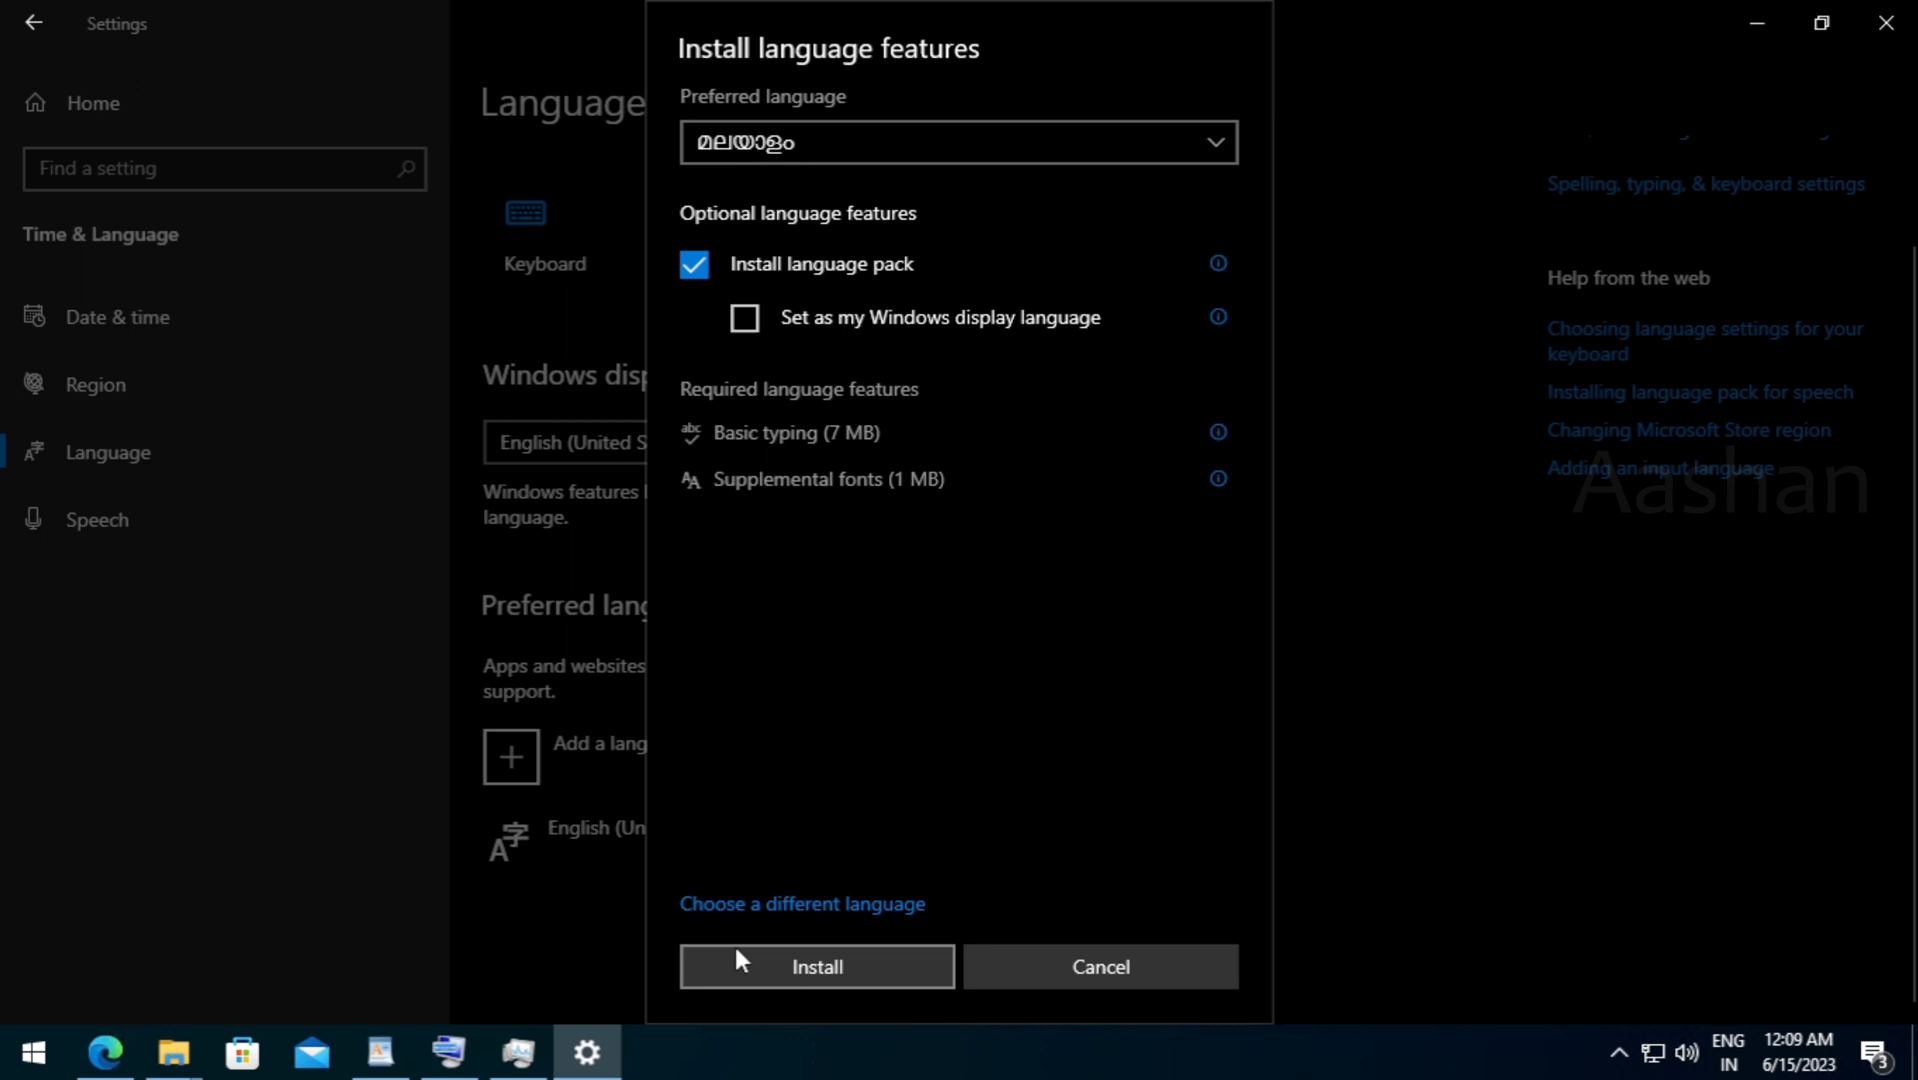 Settings
Home
Find a setting
Time & Language
Date & time
Region
Language
Speech
Language
Keyboard
Windows disp
English (United S
Windows features
language.
Preferred lang
Apps and websites
support.
Add a lang
English (Un
Install language features
Preferred language
മലയാളം
Optional language features
Install language pack
Set as my Windows display language
Required language features
abc
Basic typing (7 MB)
Supplemental fonts (1 MB)
Choose a different language
Install
Cancel
Spelling, typing, & keyboard settings
Help from the web
Choosing language settings for your
keyboard
Installing language pack for speech
Changing Microsoft Store region
Adding an input language
Aashan
ENG
IN
12:09 AM
6/15/2023
3